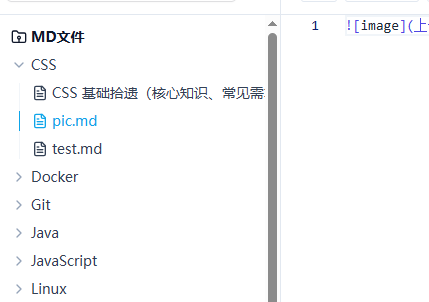 MD文件
CSS
CSS 基础拾遗（核心知识、常见需
pic.md
test.md
Docker
Git
Java
JavaScript
Linux
1 ![image](上